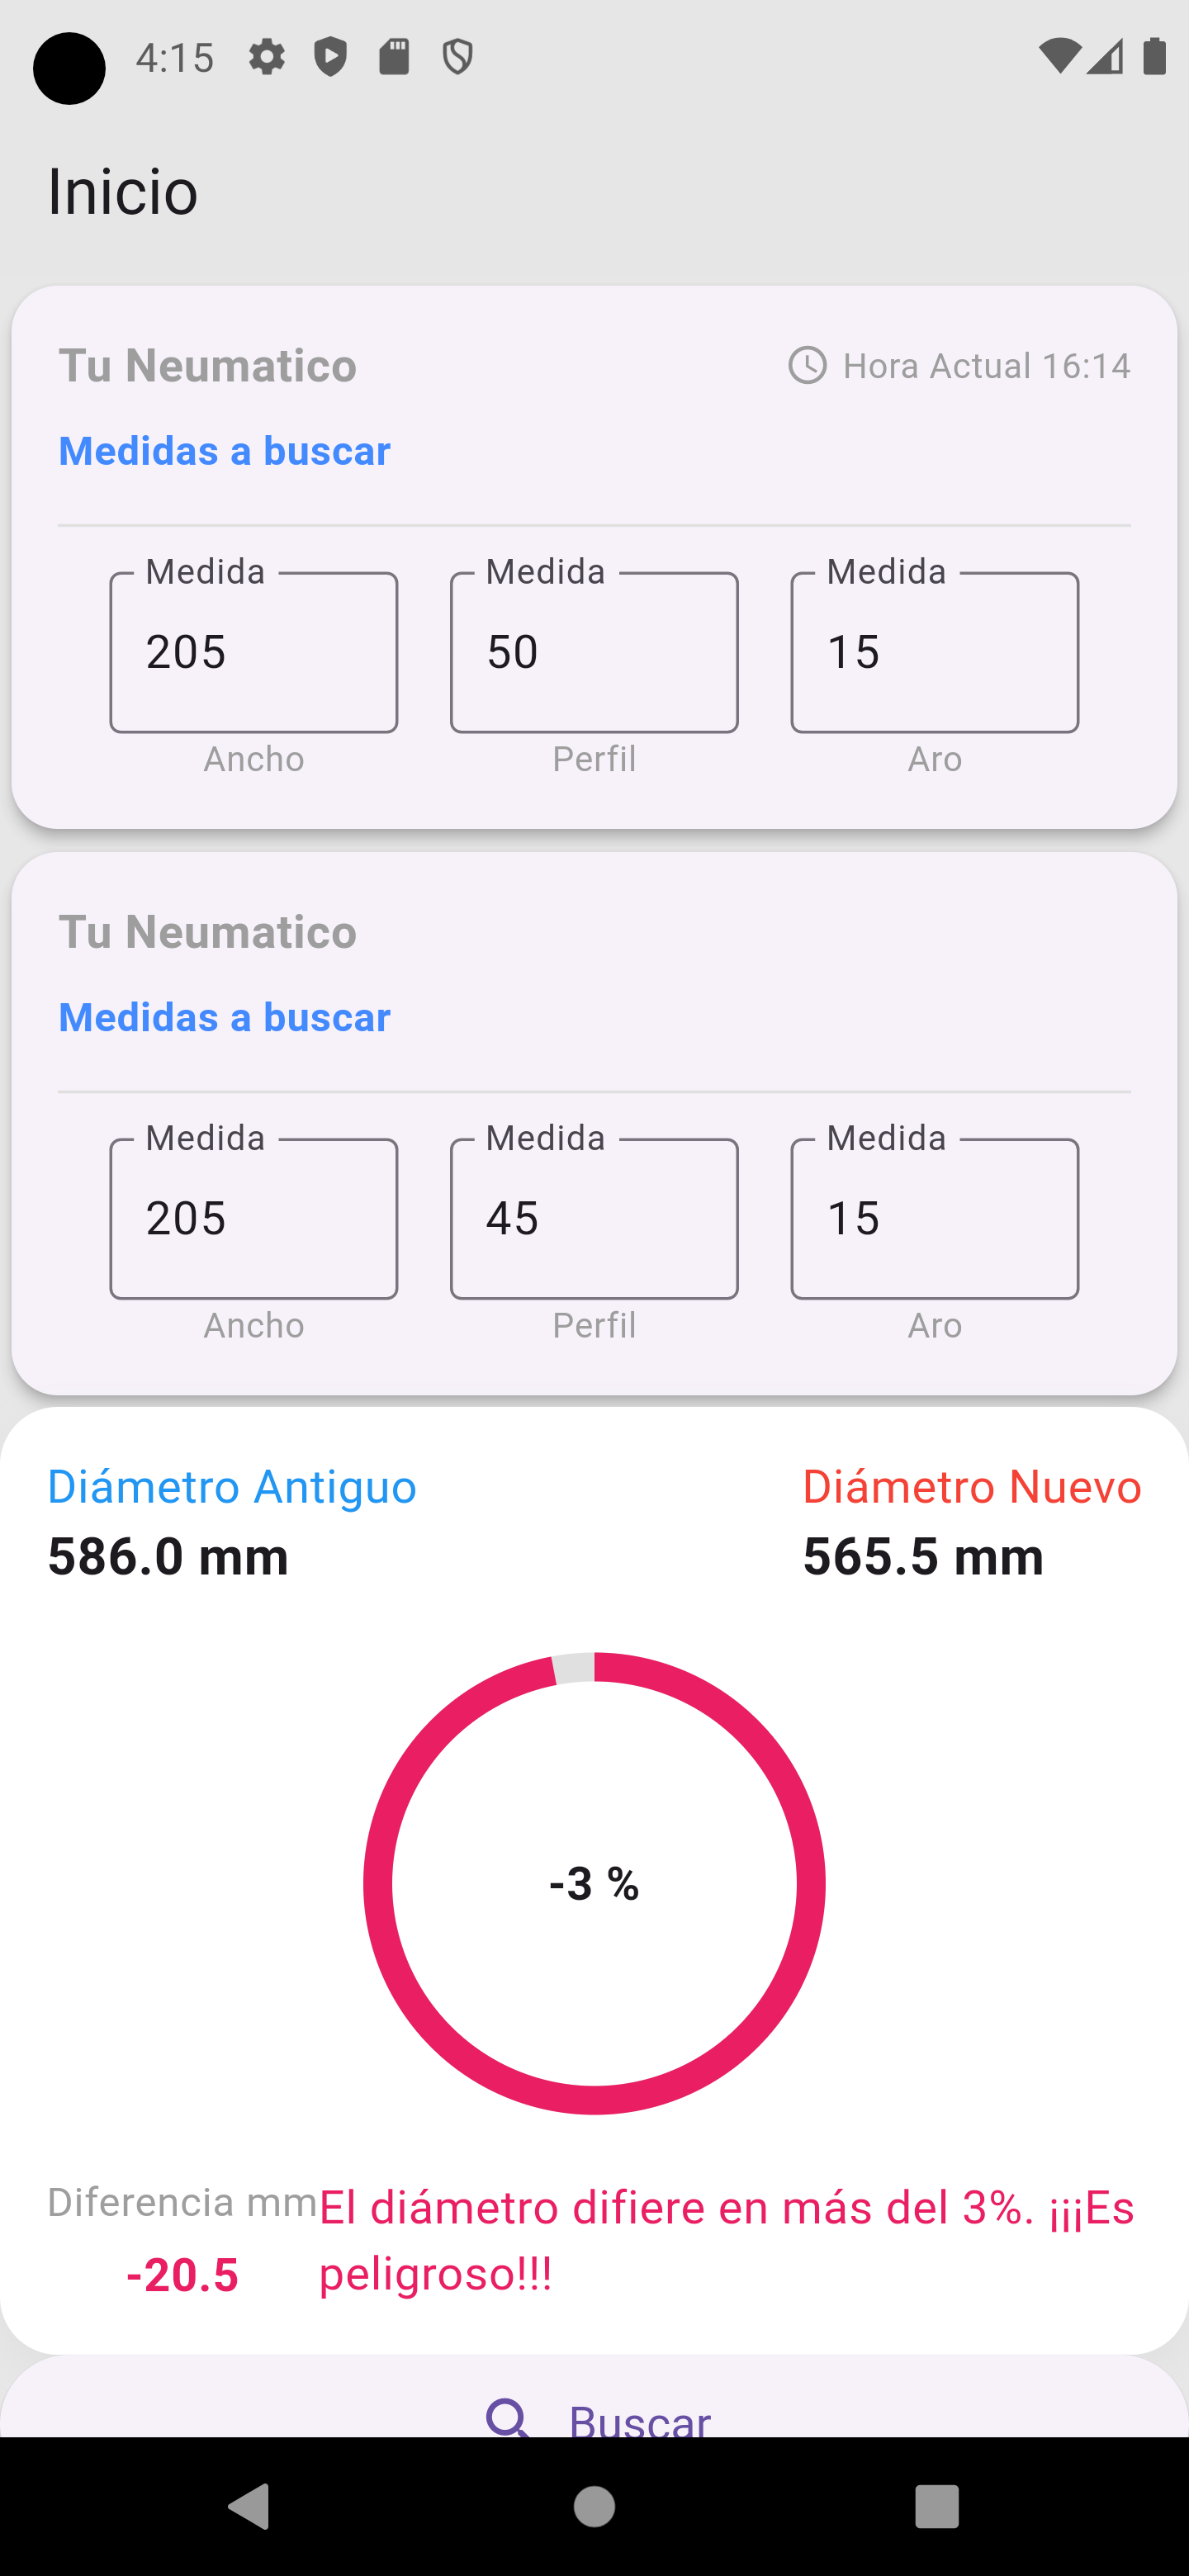 4:15
Inicio
Tu Neumatico
Hora Actual 16:14
Medidas a buscar
Medida Medida Medida
205 50 15
Ancho Perfil Aro
Tu Neumatico
Medidas a buscar
Medida Medida Medida
205 45 15
Ancho Perfil Aro
Diámetro Antiguo Diámetro Nuevo
586.0 mm 565.5 mm
-3 %
Diferencia mm
-20.5
El diámetro difiere en más del 3%. ¡¡¡Es
peligroso!!!
Buscar